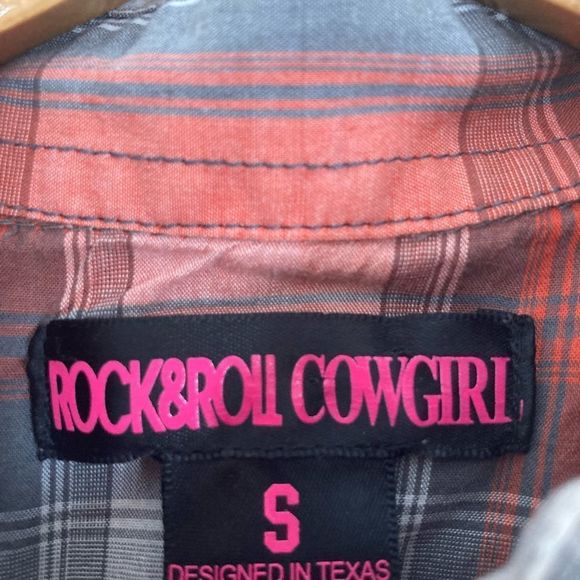 ROCK&ROLL COWGIRL
S
DESIGNED IN TEXAS